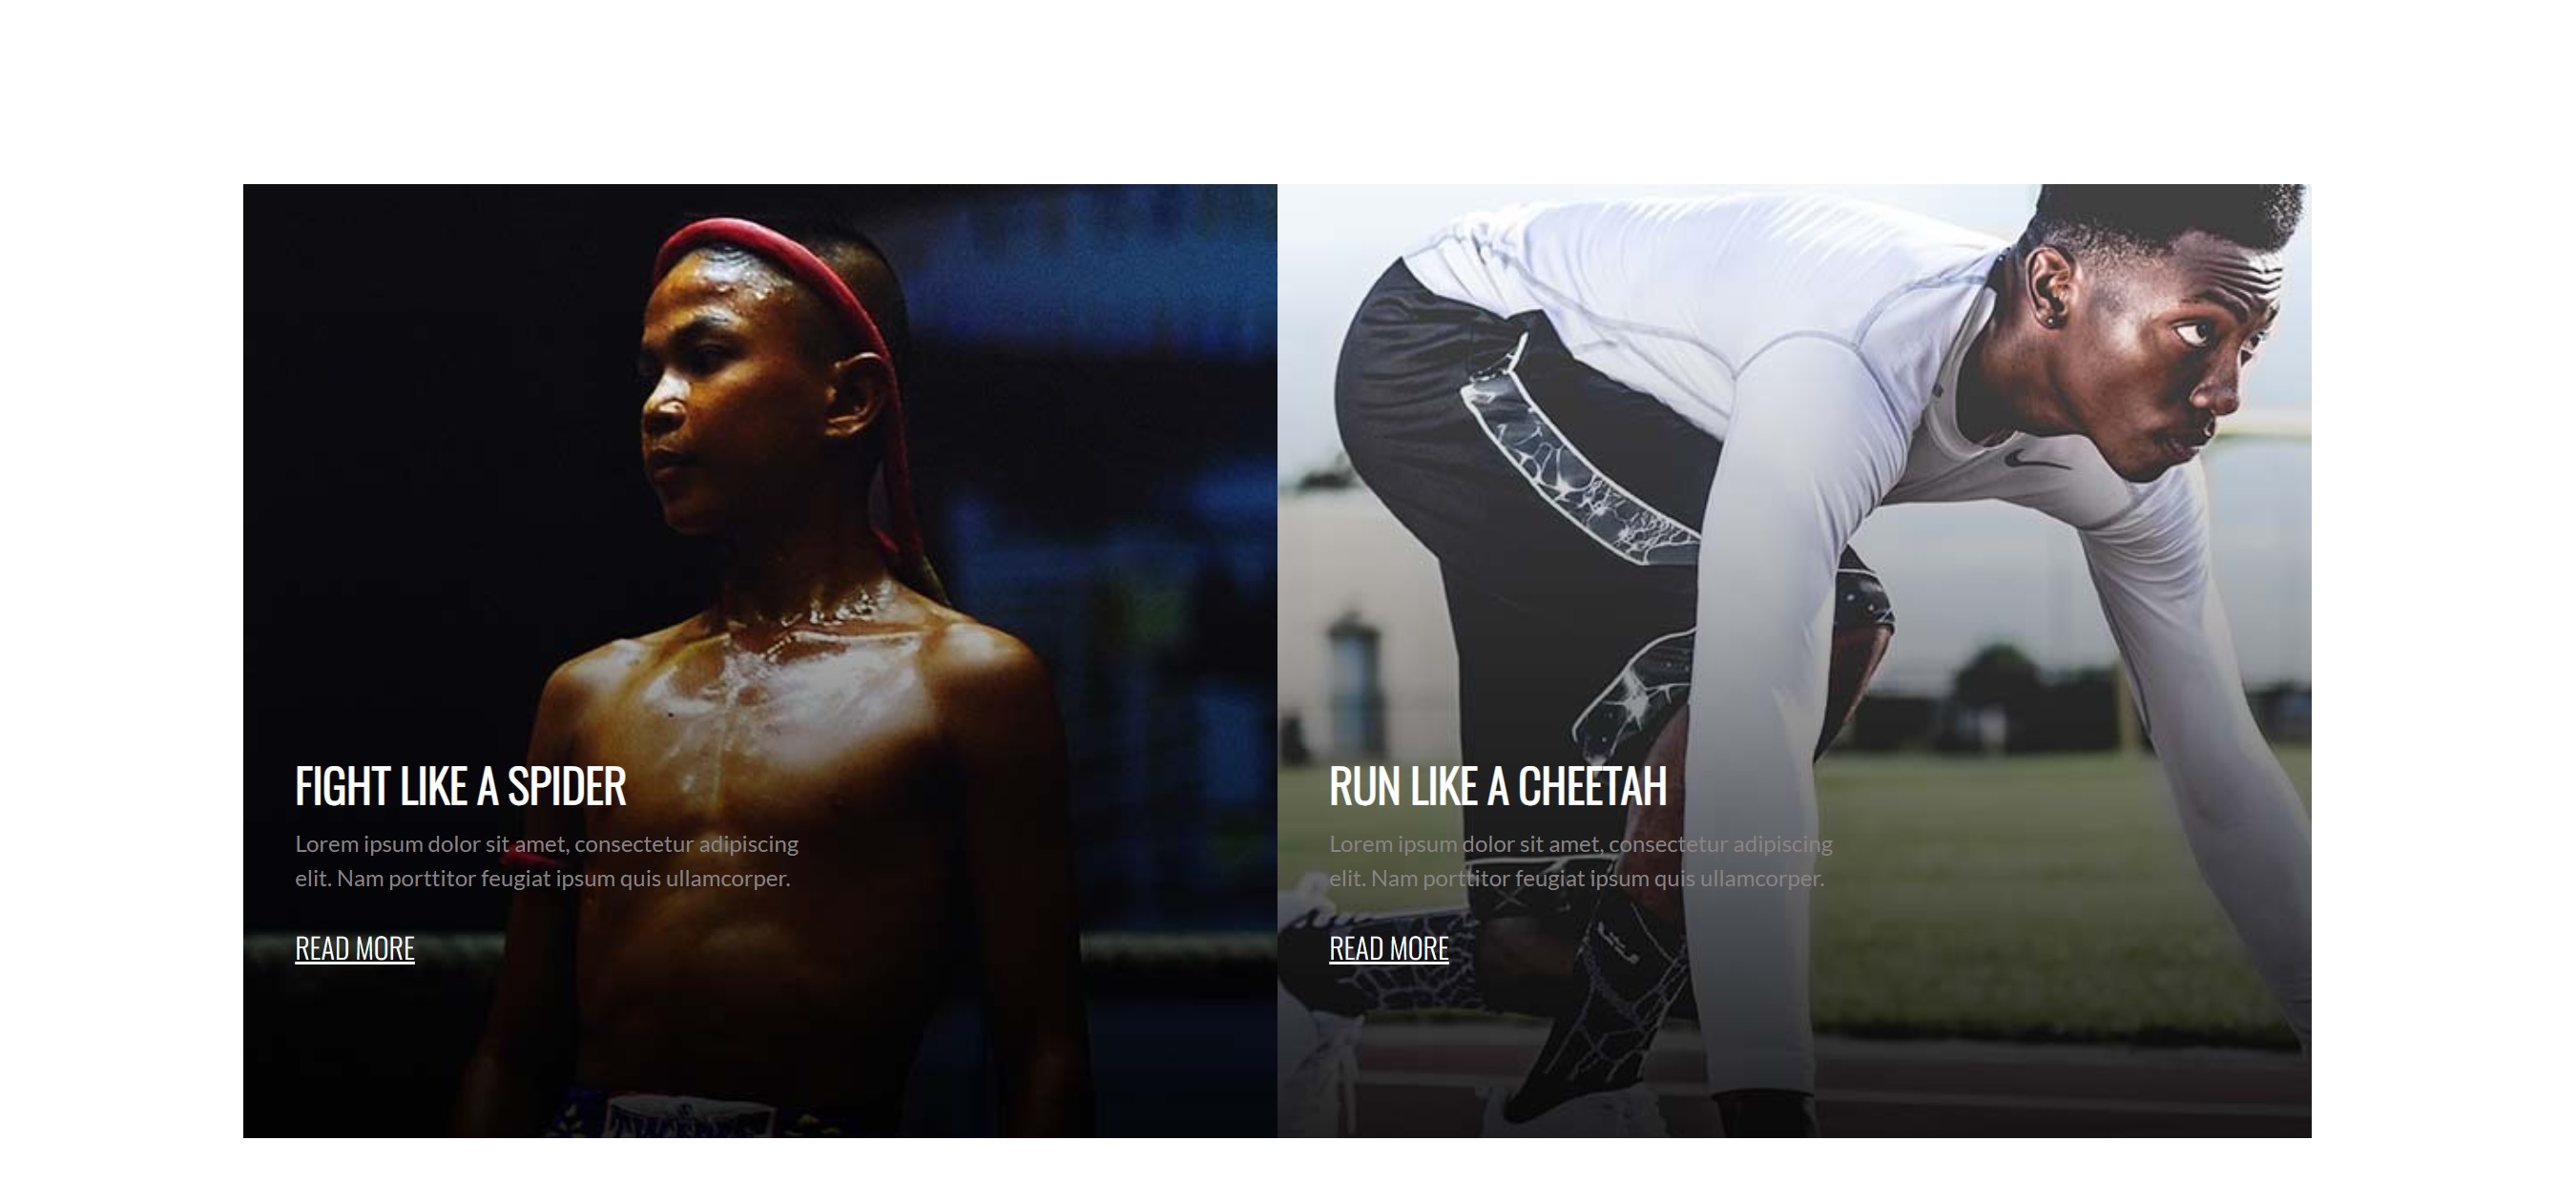 FIGHT LIKE A SPIDER
Lorem ipsum dolor sit amet, consectetur adipiscing
elit. Nam porttitor feugiat ipsum quis ullamcorper.
READ MORE
RUN LIKE A CHEETAH
Lorem ipsum dolor sit amet, consectetur adipiscing
elit. Nam porttitor feugiat ipsum quis ullamcorper.
READ MORE